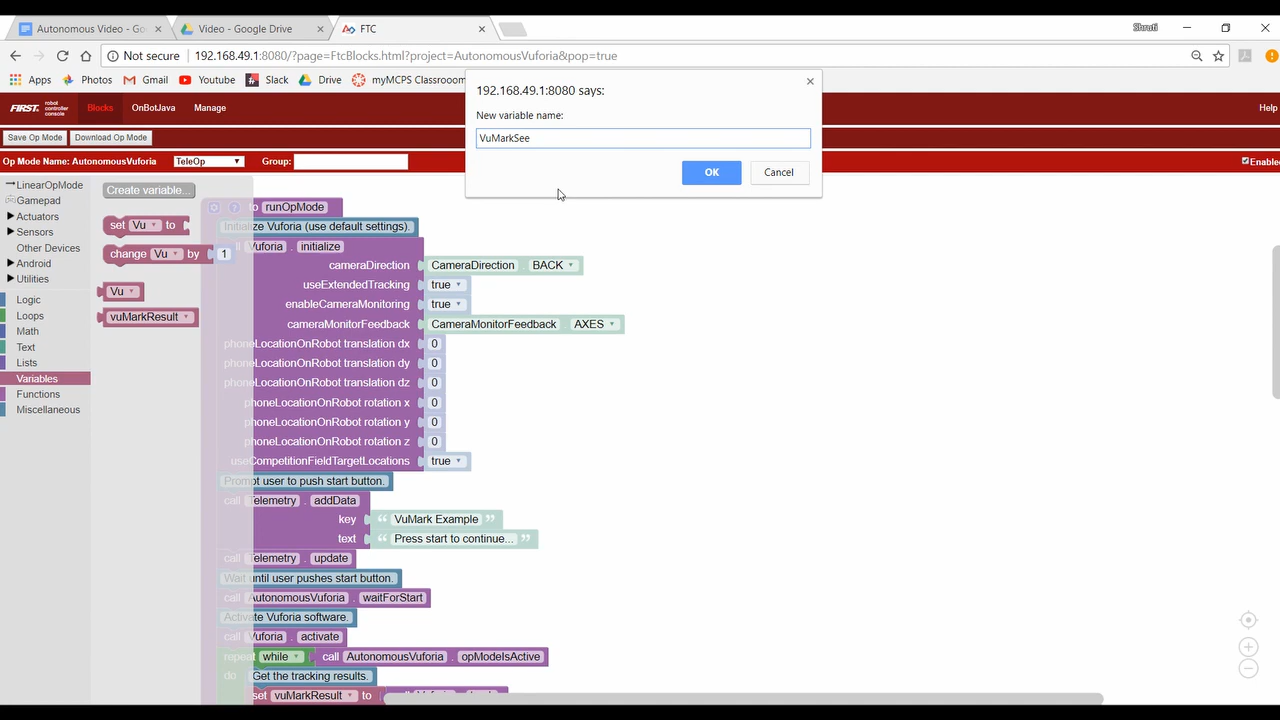 Autonomous Video - Go
Video - Google Drive
FTC
Shruti
Not secure
192.168.49.1:8080/?page=FtcBlocks.html?project=AutonomousVuforia&pop=true
Apps
Photos
Gmail
Youtube
Slack
Drive
myMCPS Classroom
192.168.49.1:8080 says:
New variable name:
VuMarkSee
OK
Cancel
FIRST.
robot controller console
Blocks
OnBotJava
Manage
Help
Save Op Mode
Download Op Mode
Op Mode Name: AutonomousVuforia
TeleOp
Group:
Enable
LinearOpMode
Gamepad
Actuators
Sensors
Other Devices
Android
Utilities
Logic
Loops
Math
Text
Lists
Variables
Functions
Miscellaneous
Create variable...
set Vu to
change Vu by 1
Vu
vuMarkResult
to runOpMode
Initialize Vuforia (use default settings).
Vuforia . initialize
cameraDirection CameraDirection . BACK
useExtendedTracking true
enableCameraMonitoring true
cameraMonitorFeedback CameraMonitorFeedback . AXES
phoneLocationOnRobot translation dx 0
phoneLocationOnRobot translation dy 0
phoneLocationOnRobot translation dz 0
phoneLocationOnRobot rotation x 0
phoneLocationOnRobot rotation y 0
phoneLocationOnRobot rotation z 0
useCompetitionFieldTargetLocations true
Prompt user to push start button.
call Telemetry . addData
key “ VuMark Example ”
text “ Press start to continue... ”
call Telemetry . update
Wait until user pushes start button.
call AutonomousVuforia . waitForStart
Activate Vuforia software.
call Vuforia . activate
repeat while call AutonomousVuforia . opModeIsActive
do Get the tracking results.
set vuMarkResult to